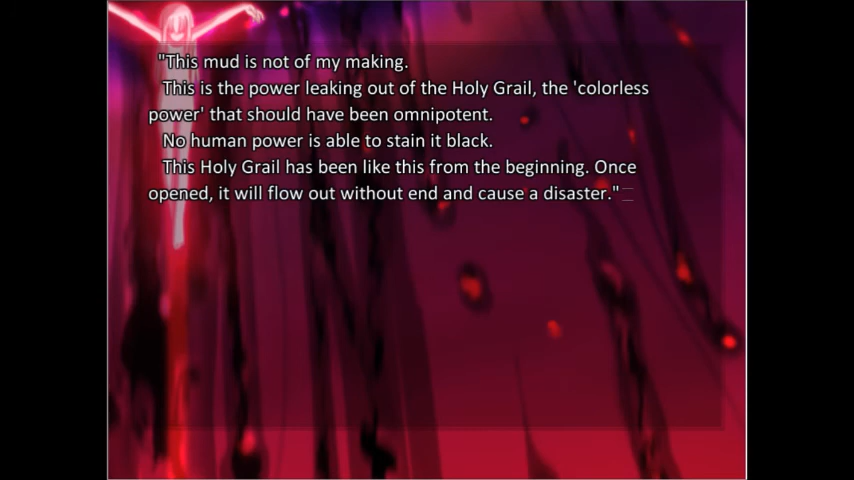 "This mud is not of my making.
This is the power leaking out of the Holy Grail, the 'colorless
power' that should have been omnipotent.
No human power is able to stain it black.
This Holy Grail has been like this from the beginning. Once
opened, it will flow out without end and cause a disaster."